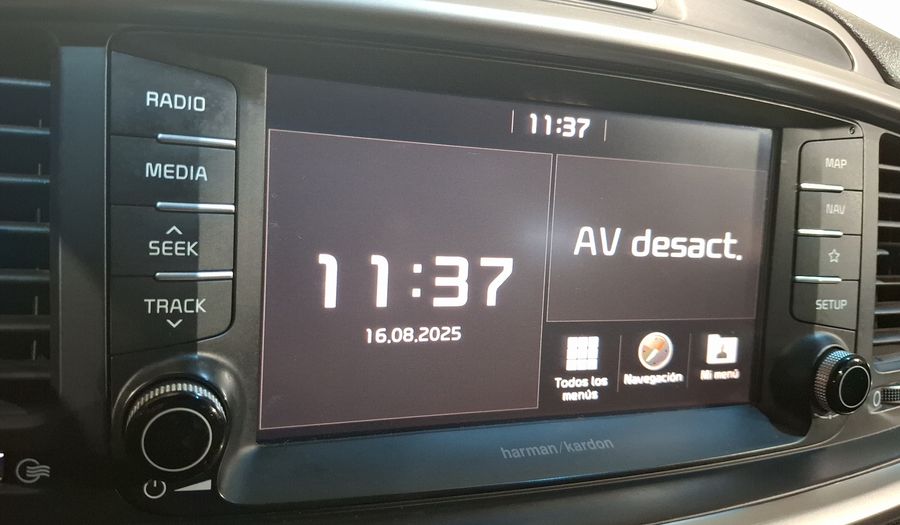 RADIO
MEDIA
SEEK
TRACK
11:37
11:37
16.08.2025
AV desact.
Todos los
menús
Navegación
Mi menú
MAP
NAV
SETUP
harman/kardon
0